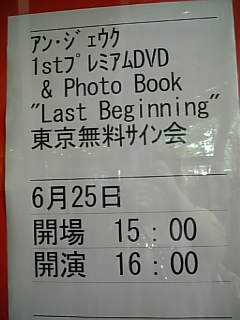 ｱﾝ･ｼﾞｪｳｸ
1stﾌﾟﾚﾐｱﾑDVD
& Photo Book
"Last Beginning"
東京無料ｻｲﾝ会
6月25日
開場 15：00
開演 16：00